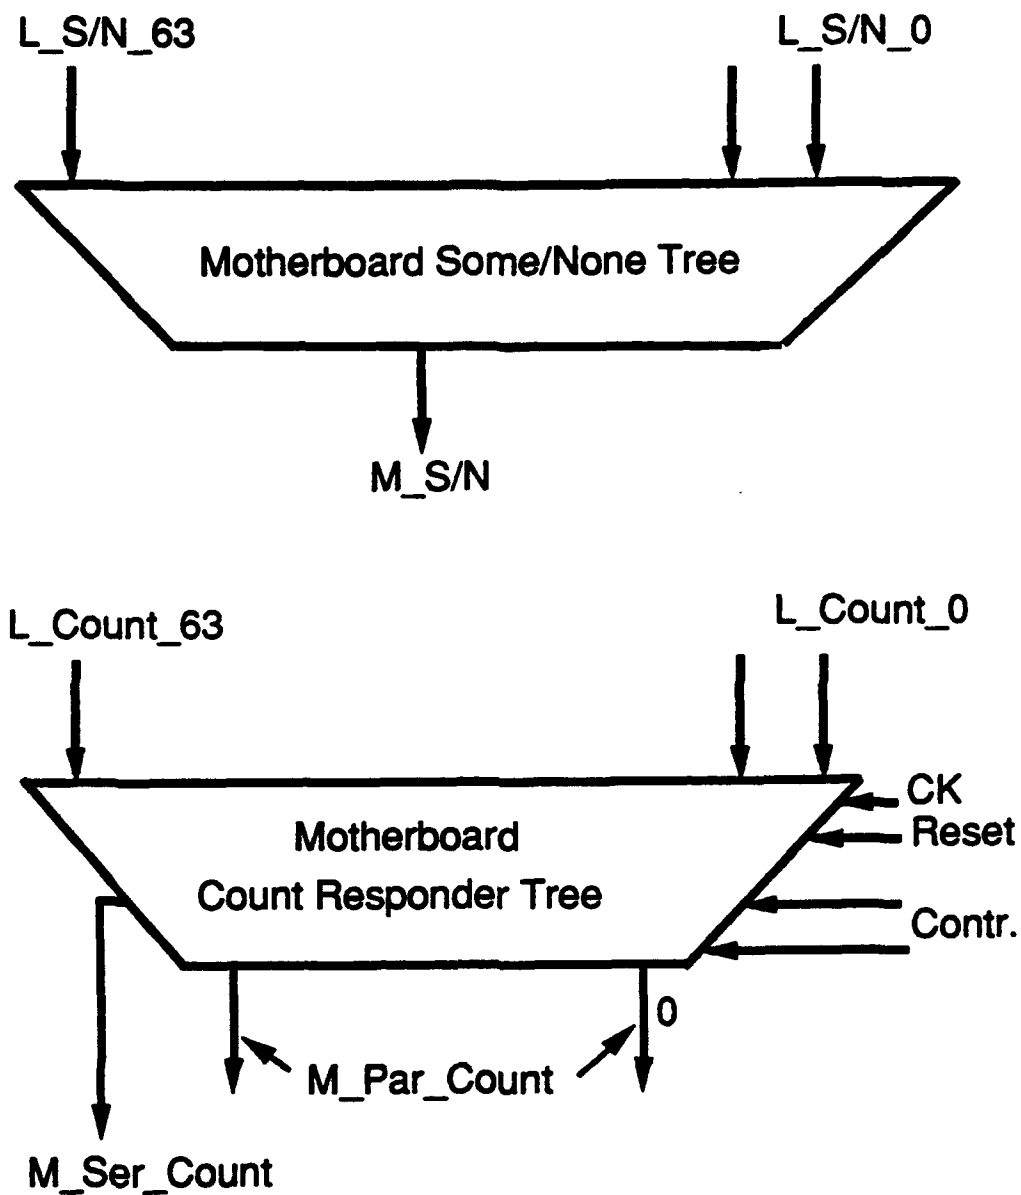 L_S/N_63
L_S/N_0
Motherboard Some/None Tree
M_S/N
L_Count_63
L_Count_0
CK
Reset
Motherboard
Count Responder Tree
Contr.
0
M_Par_Count
M_Ser_Count